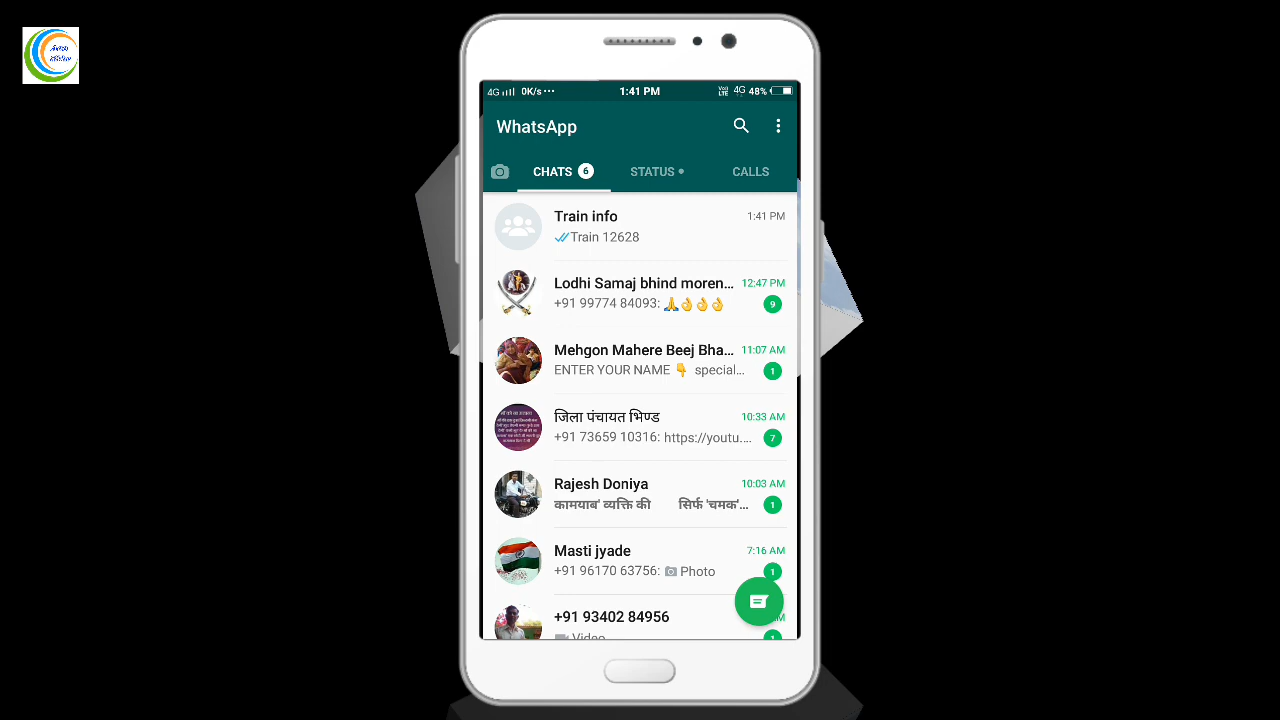 4G 0K/s ... 1:41 PM VoD LTE 4G 48%
WhatsApp
CHATS 6 STATUS • CALLS
Train info 1:41 PM
Train 12628
Lodhi Samaj bhind moren... 12:47 PM
+91 99774 84093: 🙏👌👌👌 9
Mehgon Mahere Beej Bha... 11:07 AM
ENTER YOUR NAME 👇 special... 1
जिला पंचायत भिण्ड 10:33 AM
+91 73659 10316: https://youtu.... 7
Rajesh Doniya 10:03 AM
कामयाब' व्यक्ति की सिर्फ 'चमक'... 1
Masti jyade 7:16 AM
+91 96170 63756: Photo 1
+91 93402 84956
Video 1